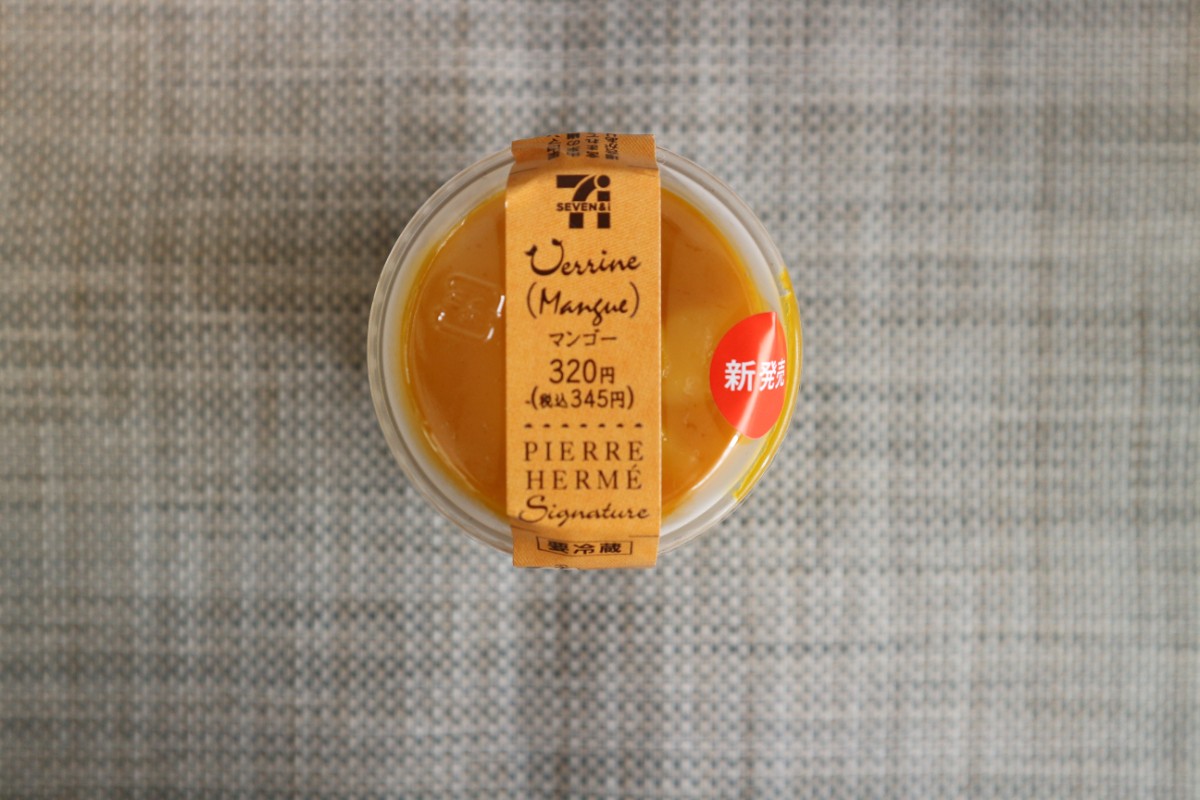 SEVEN&i
Verrine
(Mangue)
マンゴー
320円
(税込345円)
PIERRE
HERMÉ
Signature
要冷蔵
新発売